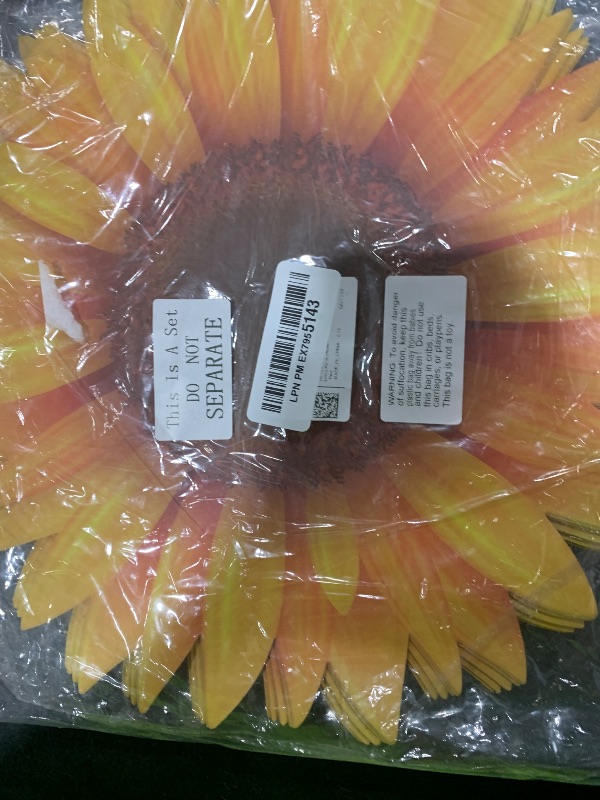 This Is A Set
DO NOT
SEPARATE
LPN PM EX7955143
WARNING: To avoid danger
of suffocation, keep this
plastic bag away from babies
and children! Do not use
this bag in cribs, beds
carriages, or playpens.
This bag is not a toy.